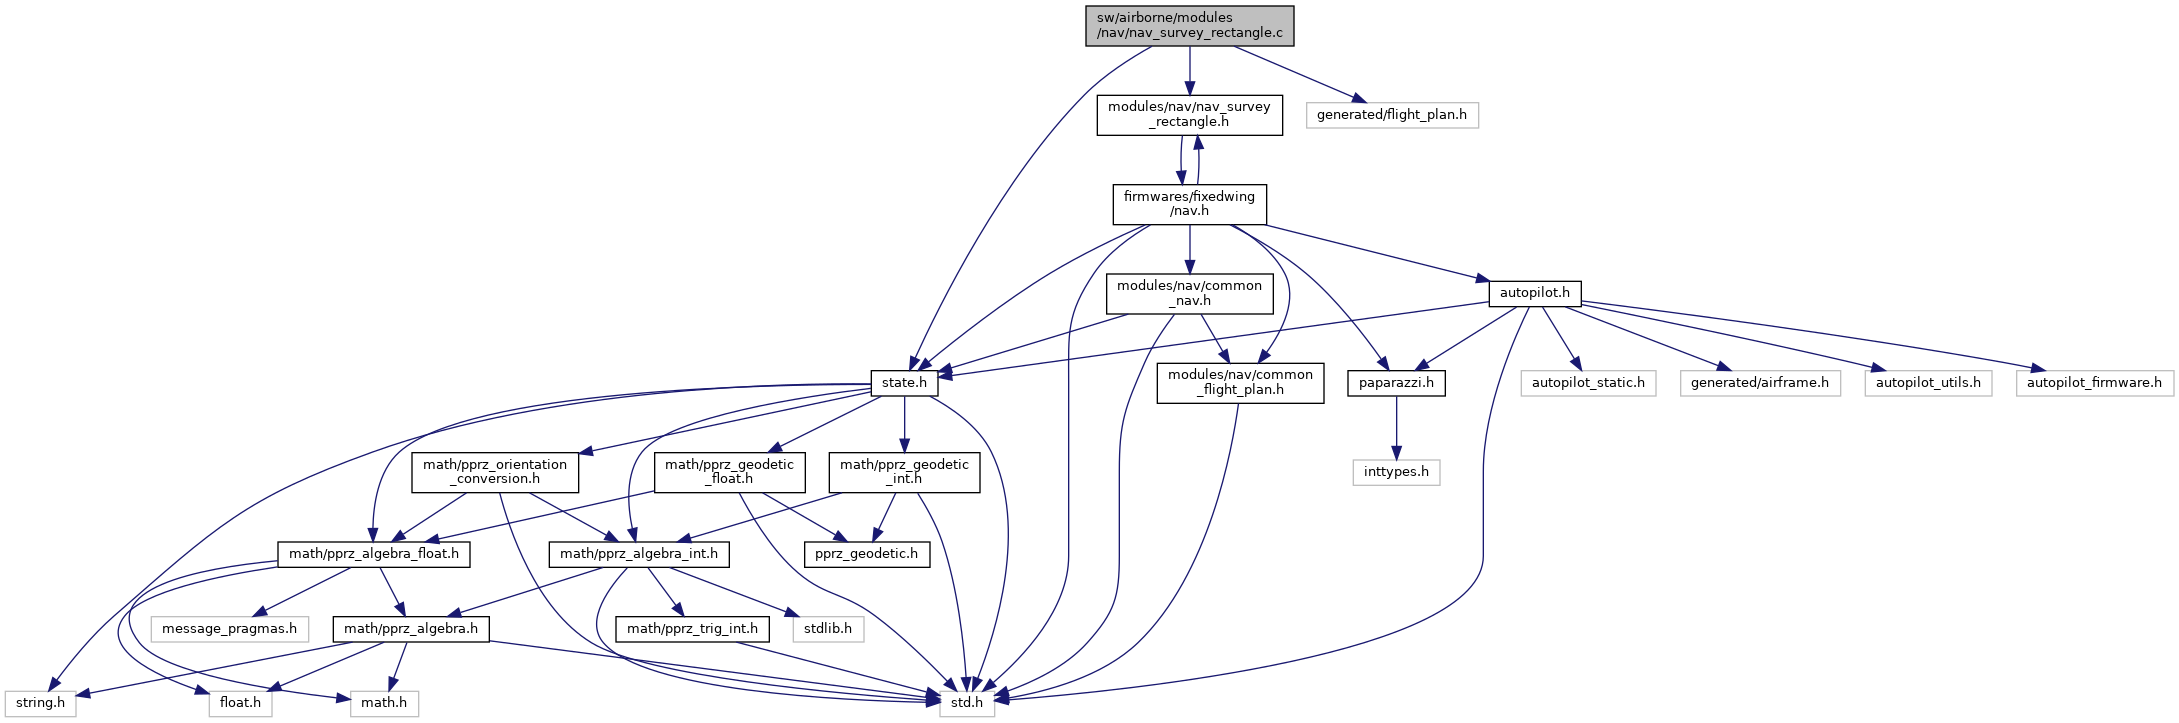 sw/airborne/modules
/nav/nav_survey_rectangle.c
modules/nav/nav_survey
_rectangle.h
generated/flight_plan.h
firmwares/fixedwing
/nav.h
modules/nav/common
_nav.h
autopilot.h
state.h
modules/nav/common
_flight_plan.h
paparazzi.h
autopilot_static.h
generated/airframe.h
autopilot_utils.h
autopilot_firmware.h
math/pprz_orientation
_conversion.h
math/pprz_geodetic
_float.h
math/pprz_geodetic
_int.h
inttypes.h
math/pprz_algebra_float.h
math/pprz_algebra_int.h
pprz_geodetic.h
message_pragmas.h
math/pprz_algebra.h
math/pprz_trig_int.h
stdlib.h
string.h
float.h
math.h
std.h